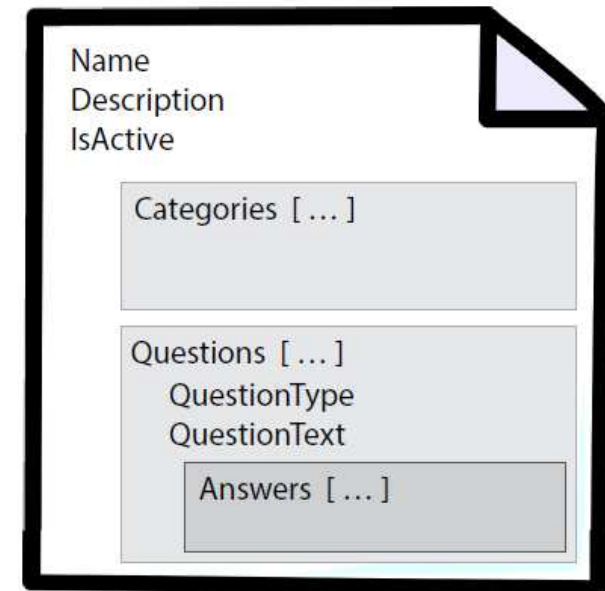 Name
Description
IsActive
Categories [ ... ]
Questions [ ... ]
QuestionType
QuestionText
Answers [ ... ]